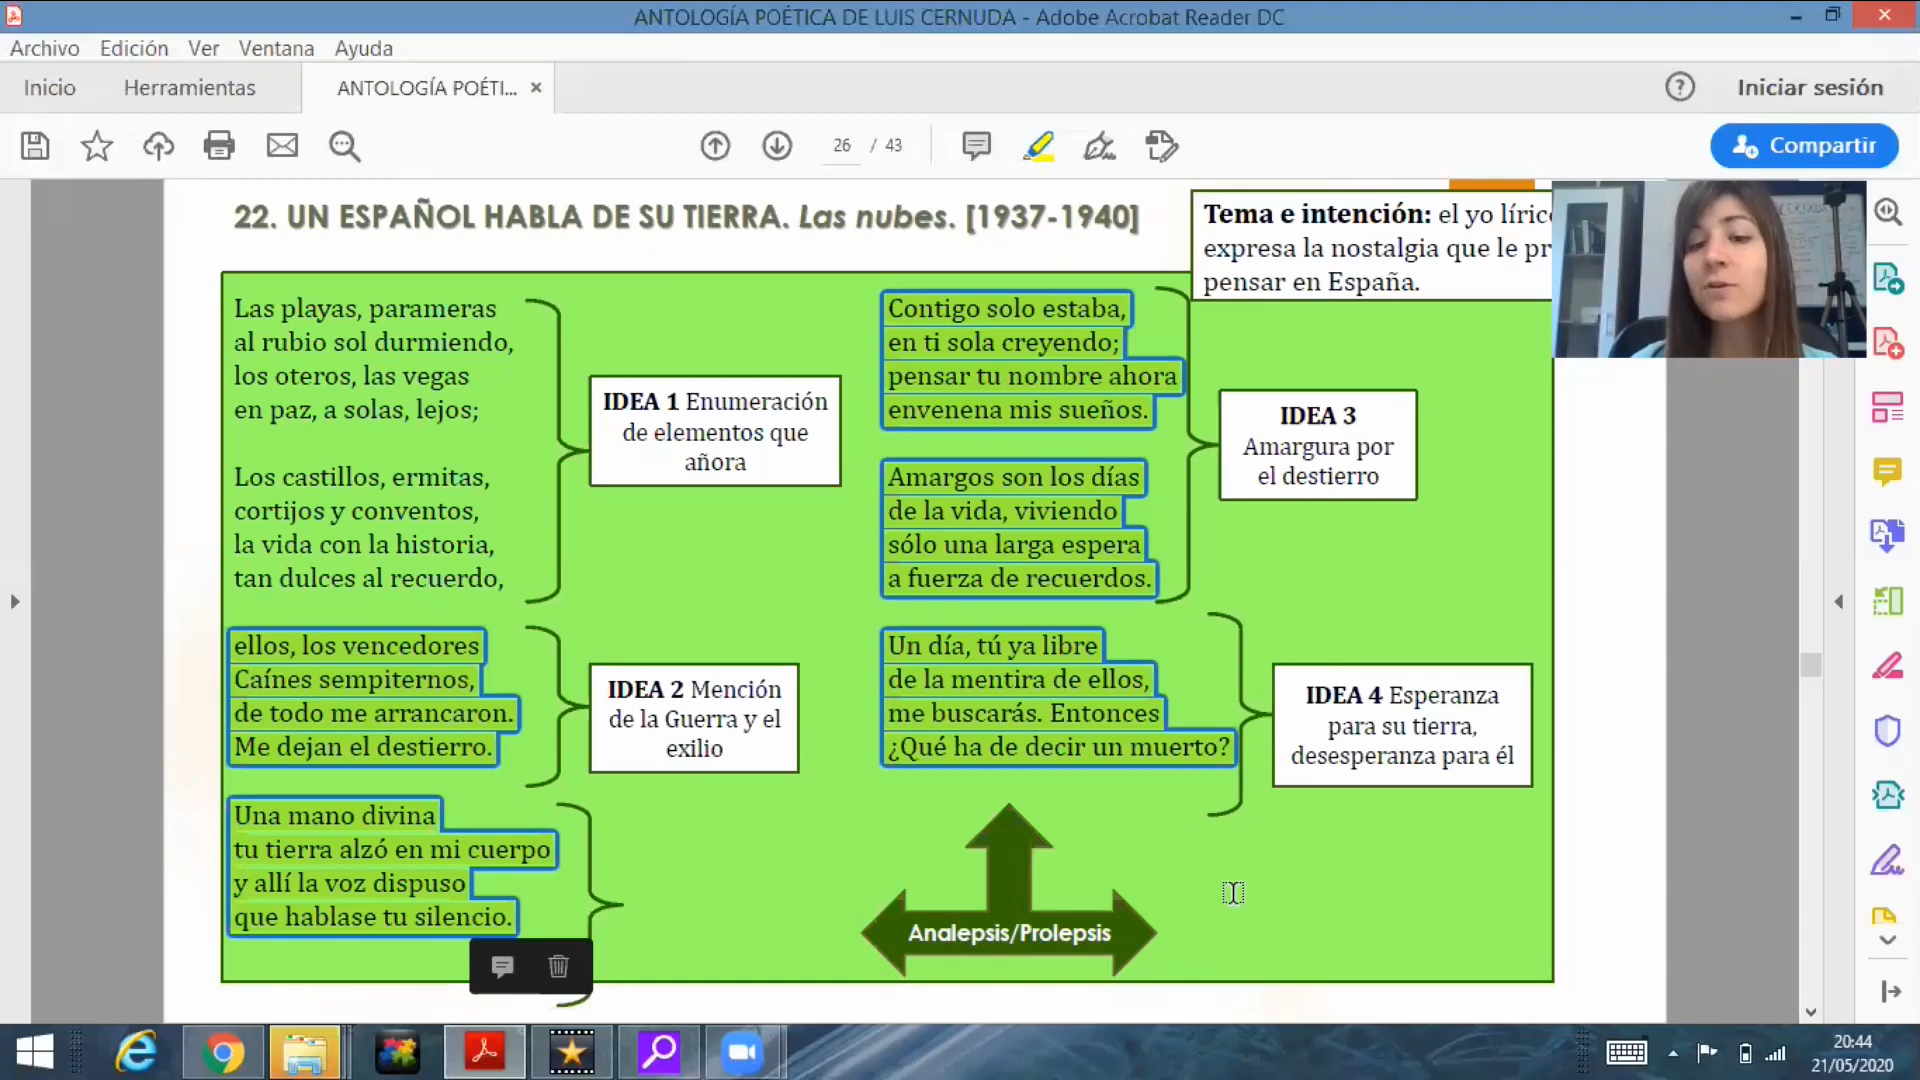 ANTOLOGÍA POÉTICA DE LUIS CERNUDA - Adobe Acrobat Reader DC
Archivo Edición Ver Ventana Ayuda
Inicio Herramientas ANTOLOGÍA POÉTI... × Iniciar sesión
26 / 43 Compartir
22. UN ESPAÑOL HABLA DE SU TIERRA. Las nubes. [1937-1940]
Tema e intención: el yo líric
expresa la nostalgia que le pr
pensar en España.
Las playas, parameras
al rubio sol durmiendo,
los oteros, las vegas
en paz, a solas, lejos;
Los castillos, ermitas,
cortijos y conventos,
la vida con la historia,
tan dulces al recuerdo,
IDEA 1 Enumeración
de elementos que
añora
ellos, los vencedores
Caínes sempiternos,
de todo me arrancaron.
Me dejan el destierro.
IDEA 2 Mención
de la Guerra y el
exilio
Una mano divina
tu tierra alzó en mi cuerpo
y allí la voz dispuso
que hablase tu silencio.
Contigo solo estaba,
en ti sola creyendo;
pensar tu nombre ahora
envenena mis sueños.
Amargos son los días
de la vida, viviendo
sólo una larga espera
a fuerza de recuerdos.
IDEA 3
Amargura por
el destierro
Un día, tú ya libre
de la mentira de ellos,
me buscarás. Entonces
¿Qué ha de decir un muerto?
IDEA 4 Esperanza
para su tierra,
desesperanza para él
Analepsis/Prolepsis
20:44
21/05/2020